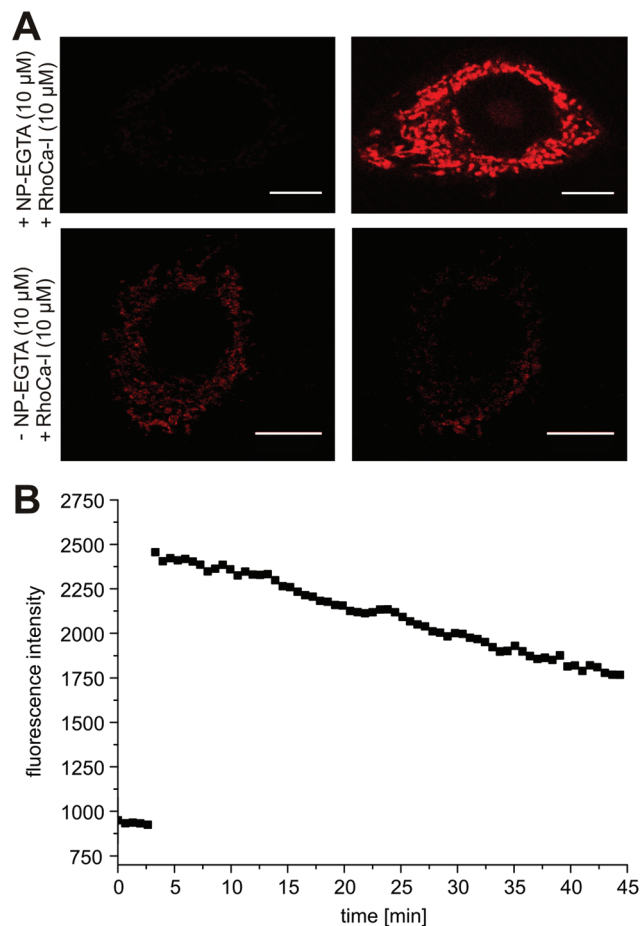 A
+ NP-EGTA (10 µM)
+ RhoCa-I (10 µM)
- NP-EGTA (10 µM)
+ RhoCa-I (10 µM)
B
2750
2500
2250
2000
1750
1500
1250
1000
750
fluorescence intensity
0 5 10 15 20 25 30 35 40 45
time [min]